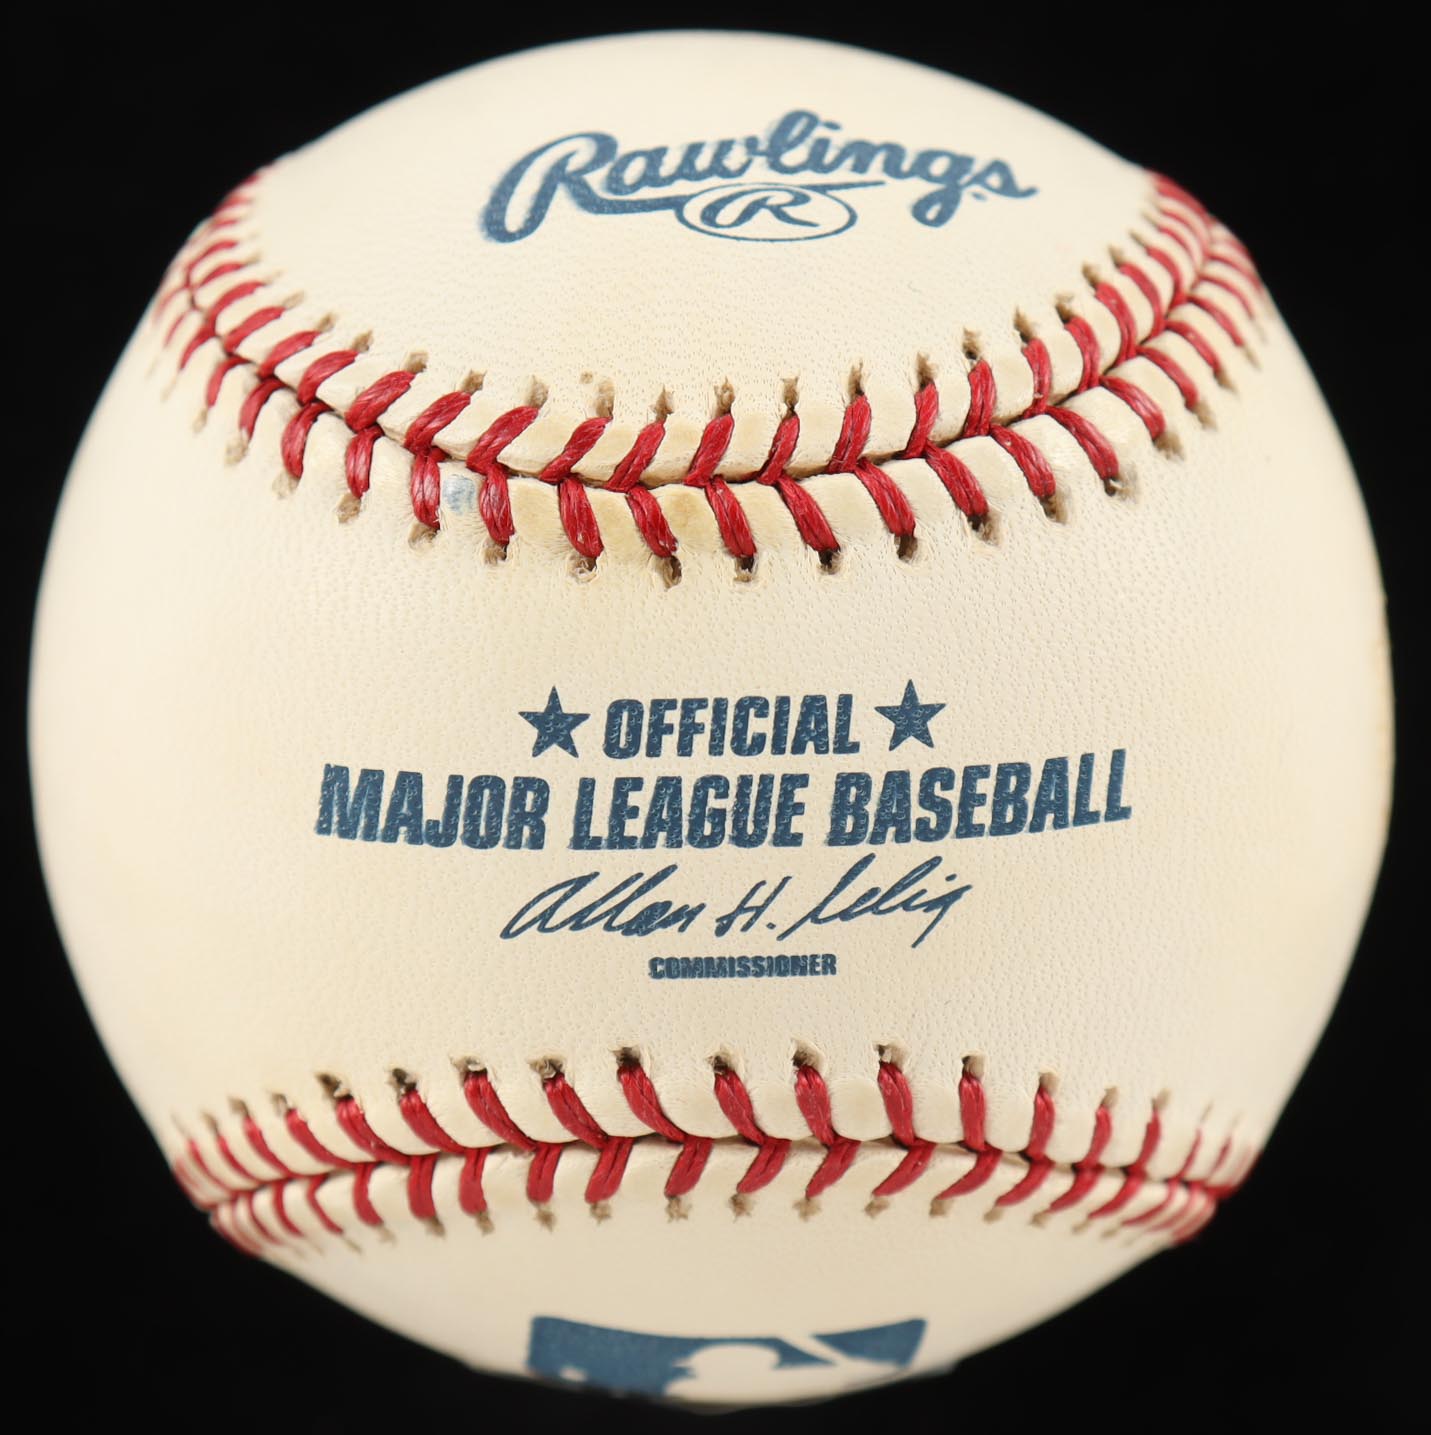 Rawlings
R
★ OFFICIAL ★
MAJOR LEAGUE BASEBALL
Allan H. Selig
COMMISSIONER